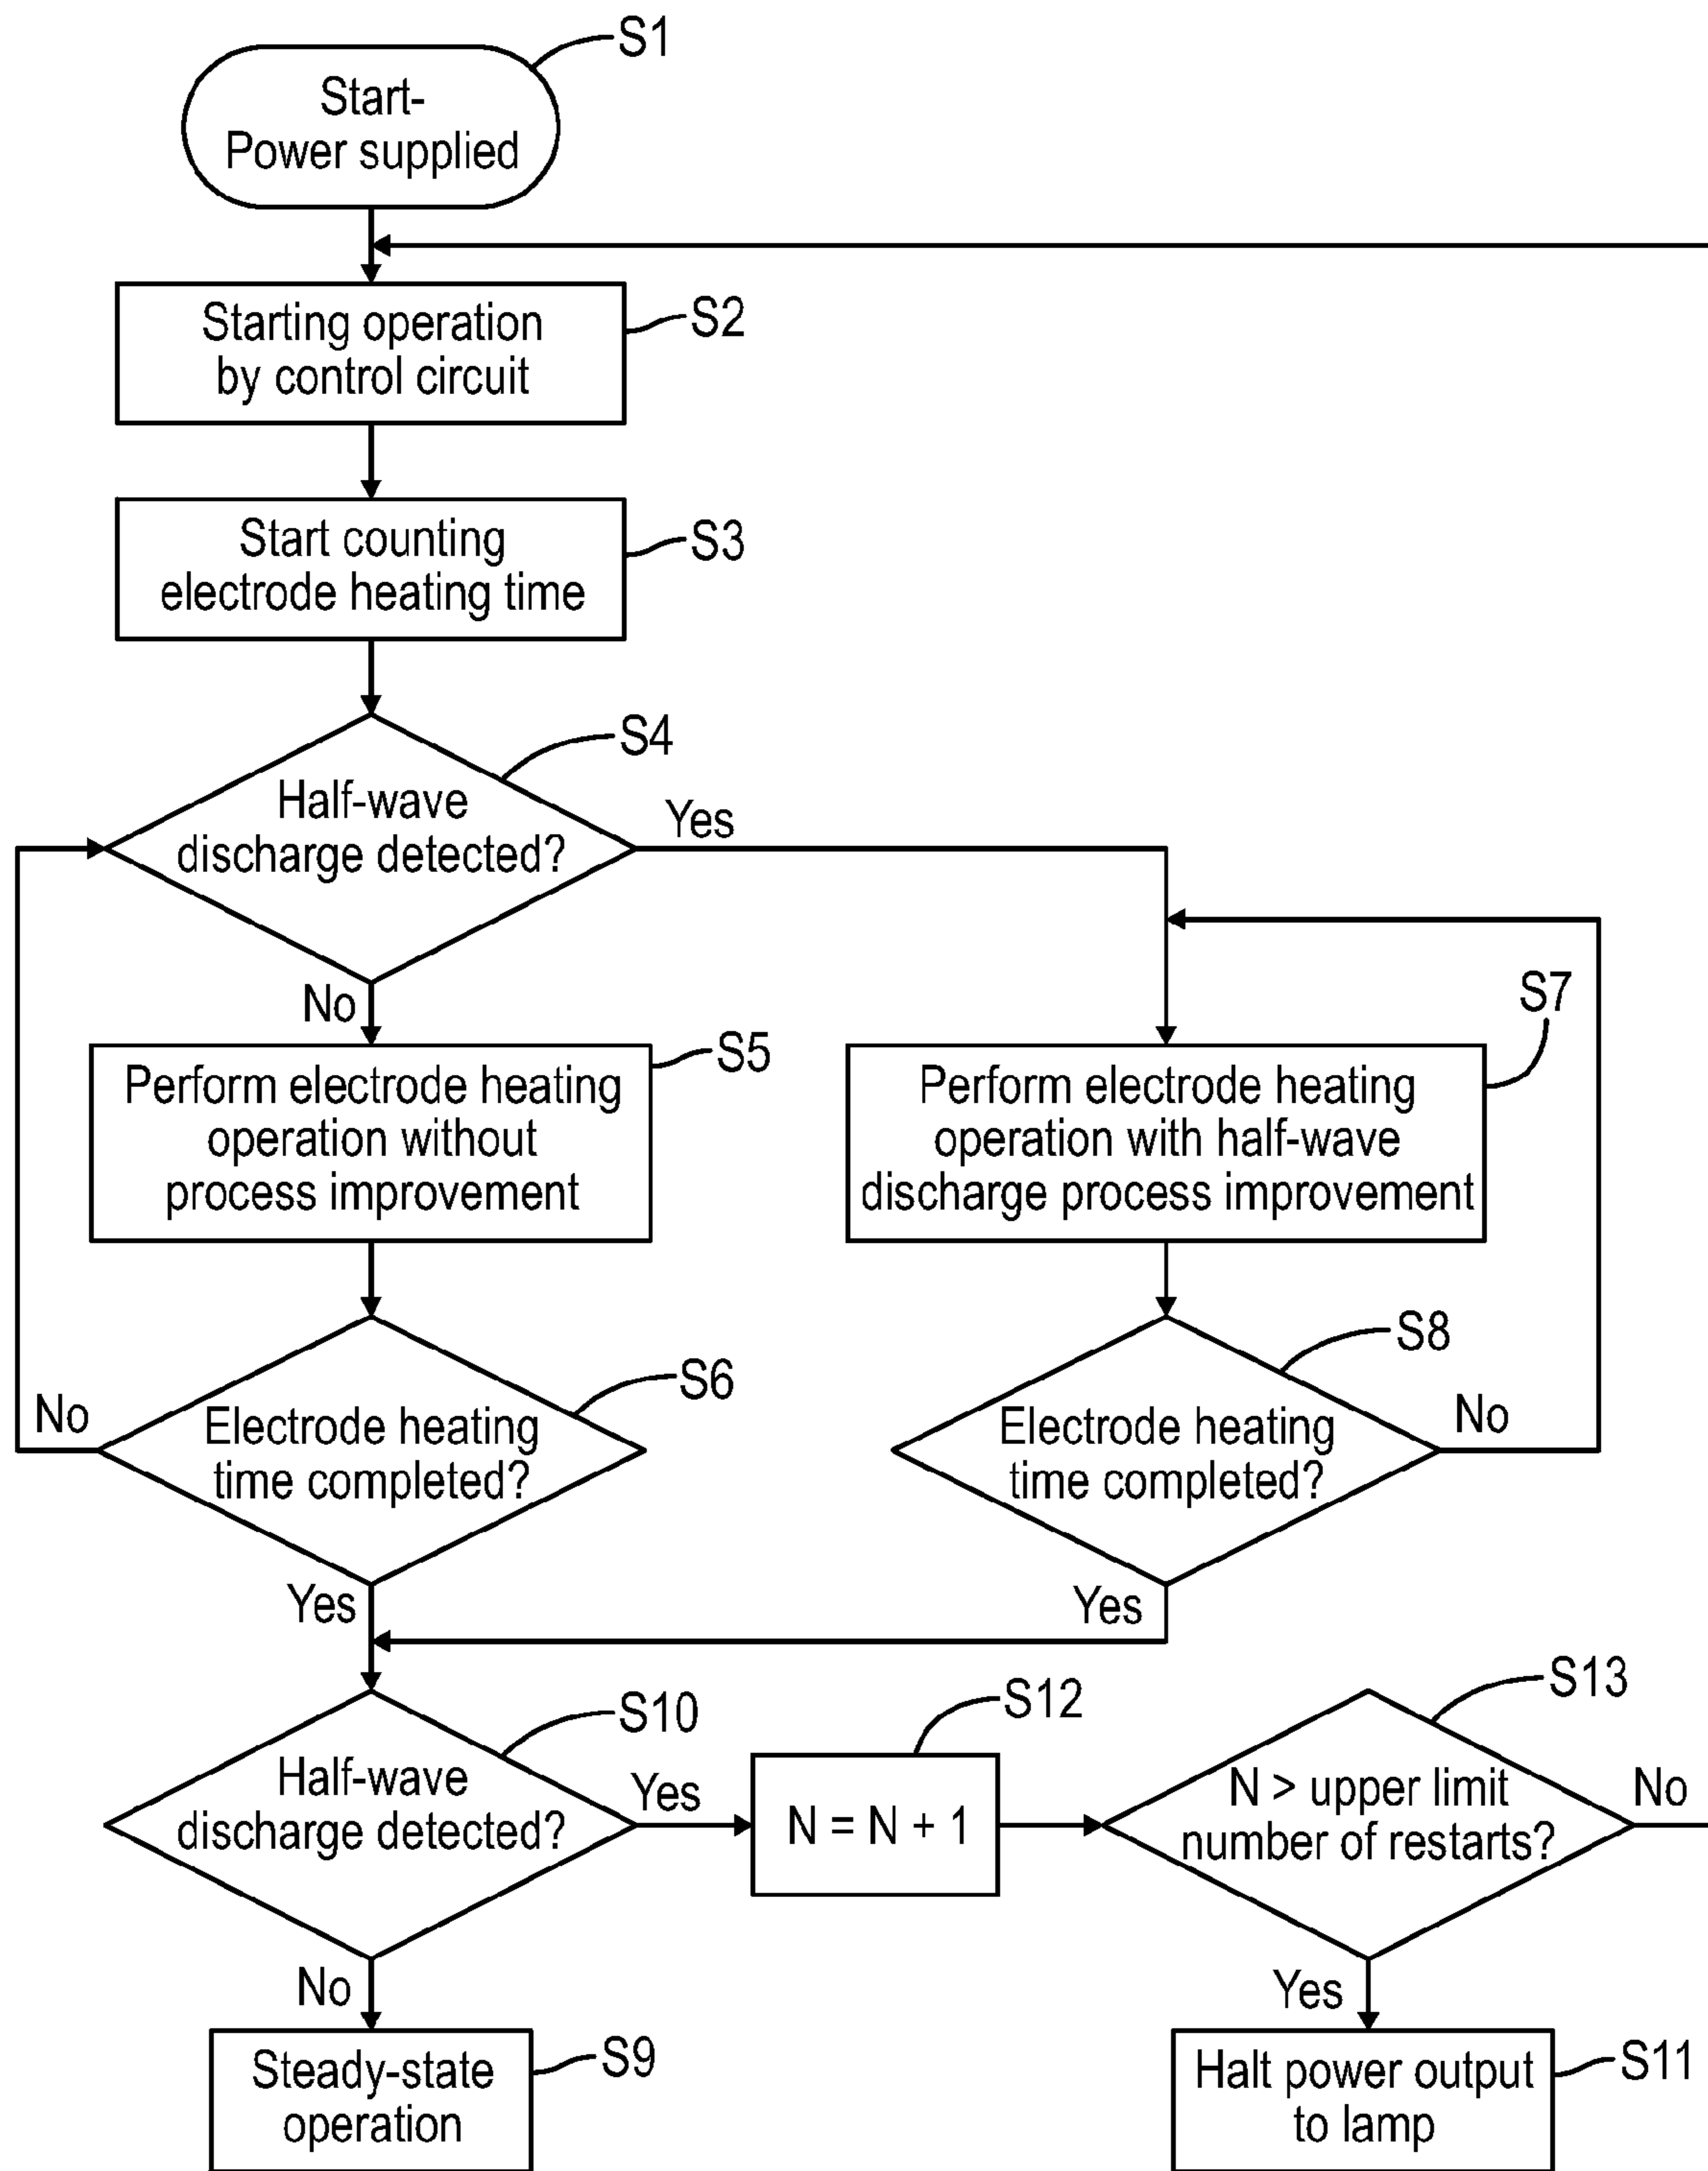 S1
Start-
Power supplied
Starting operation
by control circuit
S2
Start counting
electrode heating time
S3
S4
Half-wave
discharge detected?
Yes
No
S5
Perform electrode heating
operation without
process improvement
S7
Perform electrode heating
operation with half-wave
discharge process improvement
S6
No
Electrode heating
time completed?
Yes
S8
Electrode heating
time completed?
No
Yes
S10
Half-wave
discharge detected?
Yes
No
S12
N = N + 1
S13
N > upper limit
number of restarts?
No
Yes
Steady-state
operation
S9
Halt power output
to lamp
S11